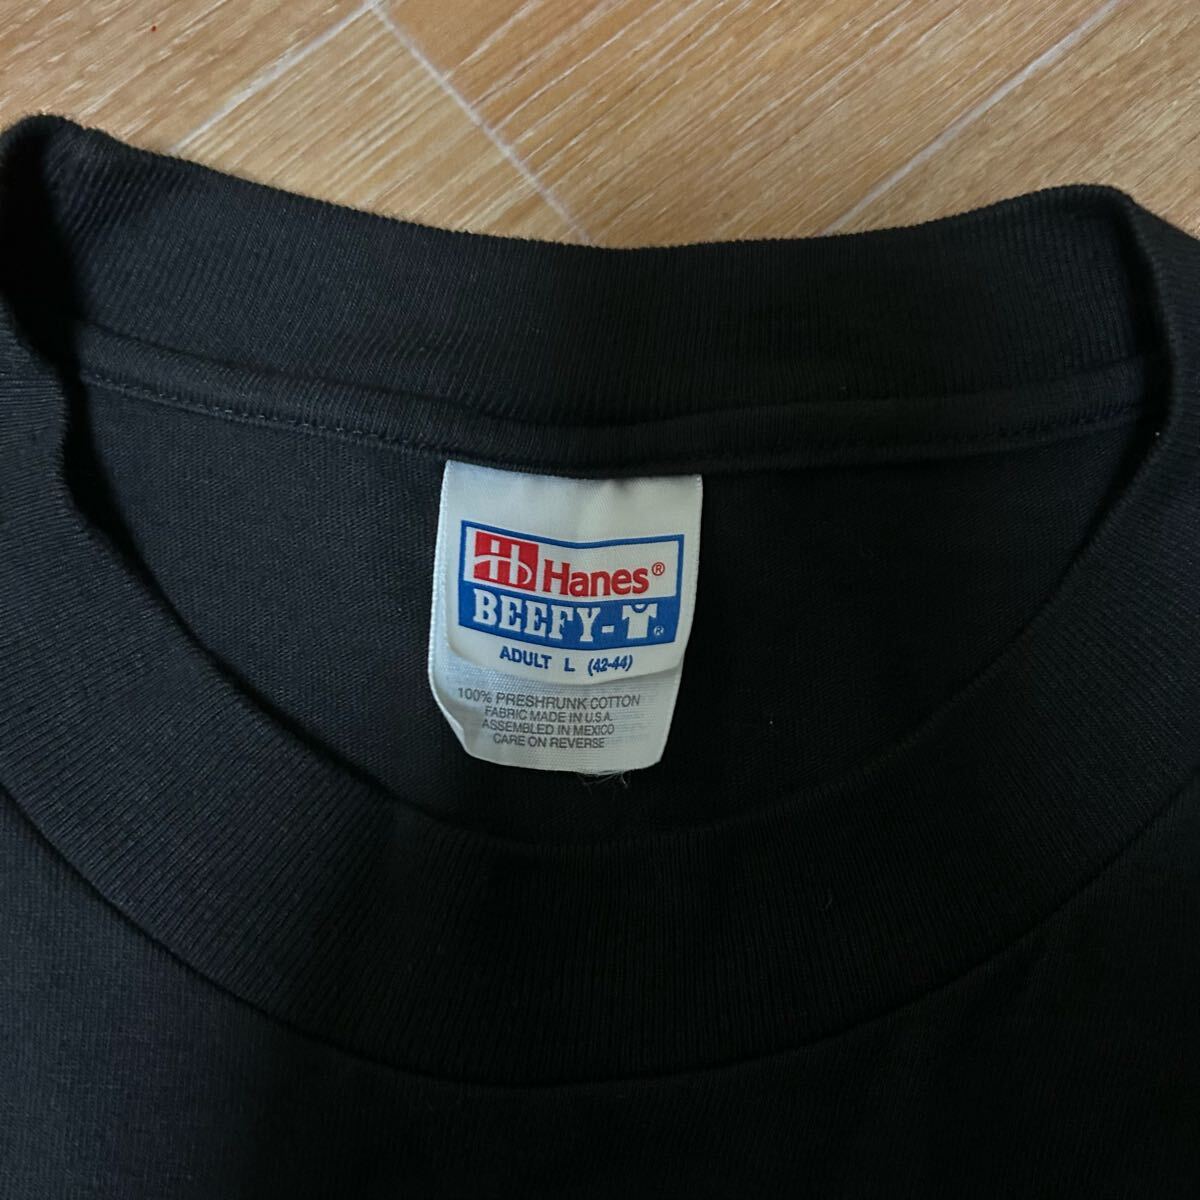 Hanes®
BEEFY-T®
ADULT L (42-44)
100% PRESHRUNK COTTON
FABRIC MADE IN U.S.A.
ASSEMBLED IN MEXICO
CARE ON REVERSE